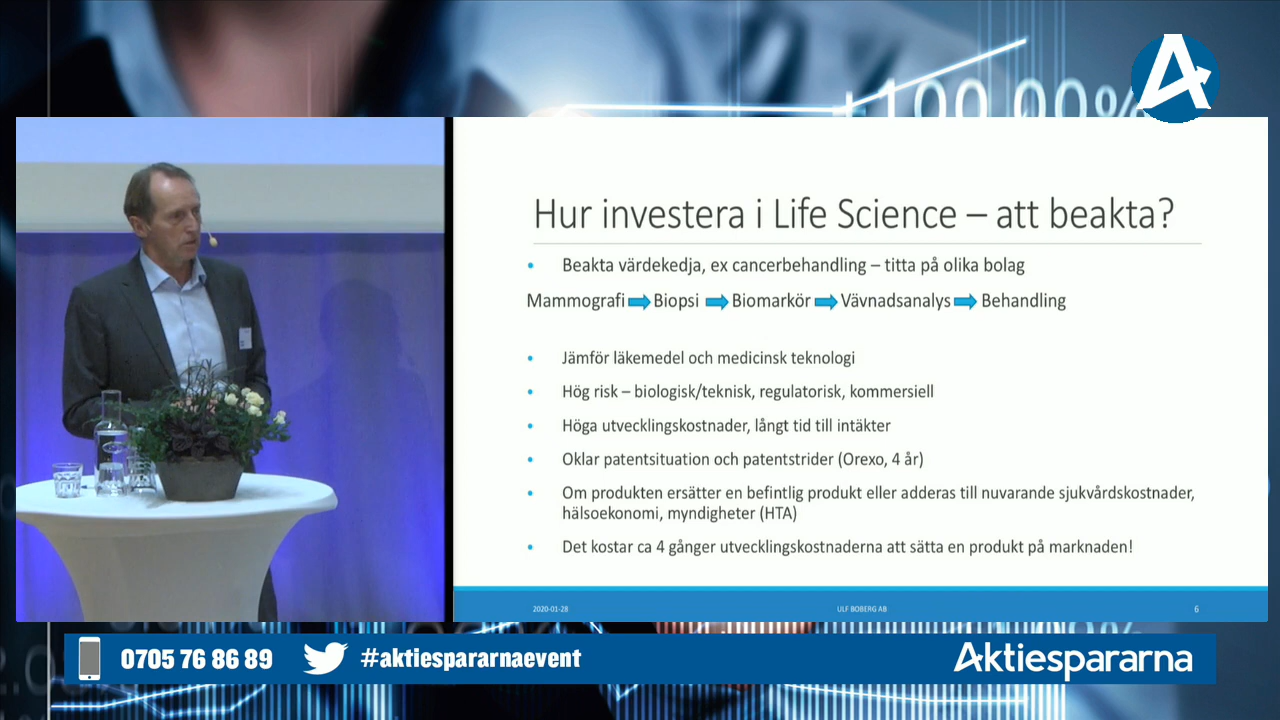 +100,00%
Hur investera i Life Science – att beakta?
• Beakta värdekedja, ex cancerbehandling – titta på olika bolag
Mammografi Biopsi Biomarkör Vävnadsanalys Behandling
• Jämför läkemedel och medicinsk teknologi
• Hög risk – biologisk/teknisk, regulatorisk, kommersiell
• Höga utvecklingskostnader, långt tid till intäkter
• Oklar patentsituation och patentstrider (Orexo, 4 år)
• Om produkten ersätter en befintlig produkt eller adderas till nuvarande sjukvårdskostnader,
hälsoekonomi, myndigheter (HTA)
• Det kostar ca 4 gånger utvecklingskostnaderna att sätta en produkt på marknaden!
2020-01-28 ULF BOBERG AB 6
0705 76 86 89 #aktiespararnaevent Aktiespararna